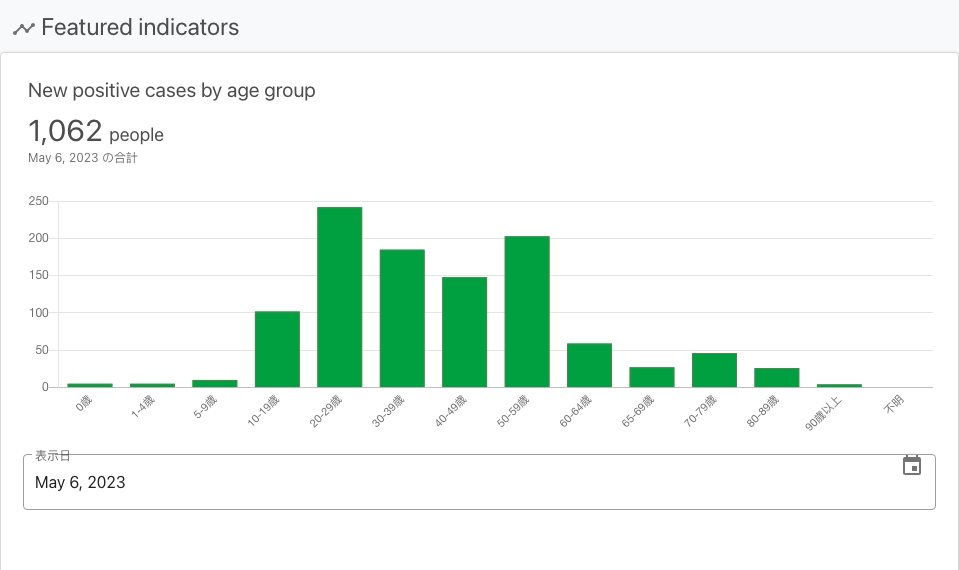 Featured indicators
New positive cases by age group
1,062 people
May 6, 2023 の合計
250
200
150
100
50
0
0歳
1-4歳
5-9歳
10-19歳
20-29歳
30-39歳
40-49歳
50-59歳
60-64歳
65-69歳
70-79歳
80-89歳
90歳以上
不明
表示日
May 6, 2023